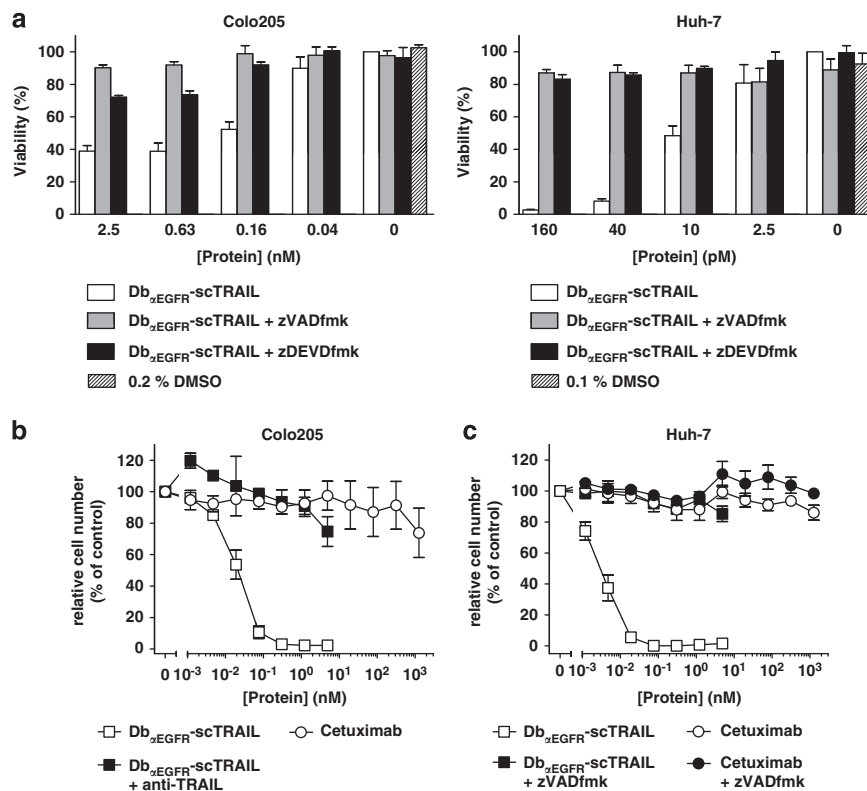 a
Colo205
Viability (%)
100
80
60
40
20
0
2.5 0.63 0.16 0.04 0
[Protein] (nM)
DbαEGFR-scTRAIL
DbαEGFR-scTRAIL + zVADfmk
DbαEGFR-scTRAIL + zDEVDfmk
0.2 % DMSO
Huh-7
Viability (%)
100
80
60
40
20
0
160 40 10 2.5 0
[Protein] (pM)
DbαEGFR-scTRAIL
DbαEGFR-scTRAIL + zVADfmk
DbαEGFR-scTRAIL + zDEVDfmk
0.1 % DMSO
b
Colo205
relative cell number
(% of control)
120
100
80
60
40
20
0
0 10⁻³ 10⁻² 10⁻¹ 10⁰ 10¹ 10² 10³
[Protein] (nM)
DbαEGFR-scTRAIL Cetuximab
DbαEGFR-scTRAIL
+ anti-TRAIL
c
Huh-7
relative cell number
(% of control)
120
100
80
60
40
20
0
0 10⁻³ 10⁻² 10⁻¹ 10⁰ 10¹ 10² 10³
[Protein] (nM)
DbαEGFR-scTRAIL Cetuximab
DbαEGFR-scTRAIL Cetuximab
+ zVADfmk + zVADfmk